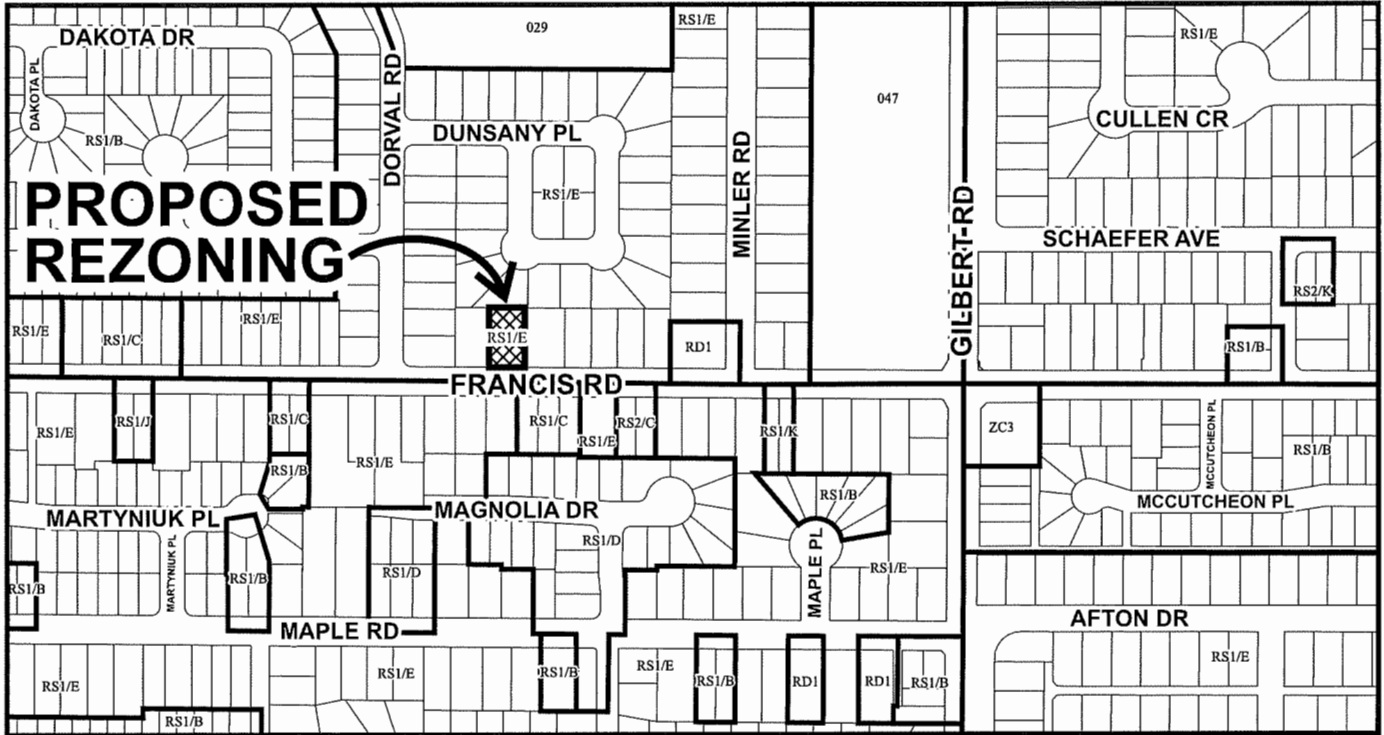 029
RS1/E
RS1/E
DAKOTA DR
DAKOTA PL
DORVAL RD
047
CULLEN CR
DUNSANY PL
RS1/B
MINLER RD
RS1/E
PROPOSED
REZONING
GILBERT RD
SCHAEFER AVE
RS2/K
RS1/E
RS1/C
RS1/E
RS1/E
RD1
RS1/B
FRANCIS RD
RS1/E
RS1/J
RS1/C
RS1/C
RS1/E
RS2/C
RS1/K
ZC3
MCCUTCHEON PL
RS1/B
RS1/E
RS1/B
RS1/B
MARTYNIUK PL
MAGNOLIA DR
MCCUTCHEON PL
RS1/D
MARTYNIUK PL
RS1/B
RS1/B
RS1/D
MAPLE PL
RS1/E
MAPLE RD
AFTON DR
RS1/E
RS1/E
RS1/E
RS1/B
RS1/E
RS1/B
RD1
RD1
RS1/B
RS1/B